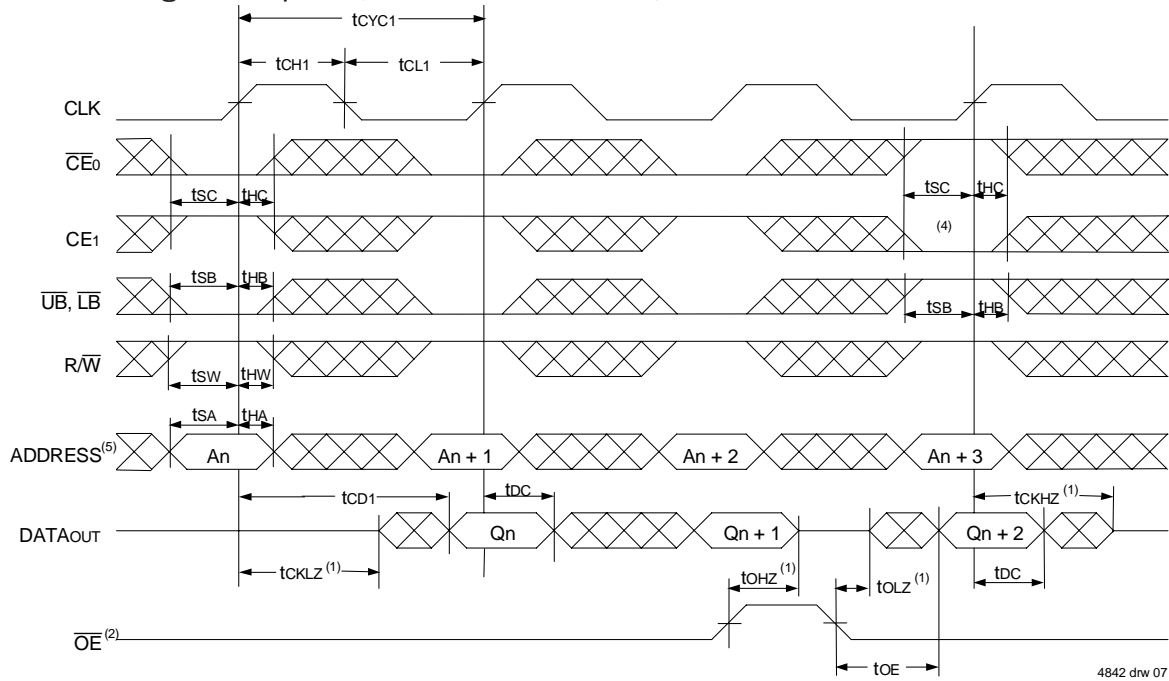 tCYC1
tCH1
tCL1
CLK
CE0
tSC
tHC
tSC
tHC
CE1
(4)
tSB
tHB
UB, LB
tSB
tHB
R/W
tSW
tHW
tSA
tHA
ADDRESS(5)
An
An + 1
An + 2
An + 3
tCD1
tDC
tCKHZ (1)
DATAOUT
Qn
Qn + 1
Qn + 2
tCKLZ (1)
tOHZ (1)
tOLZ (1)
tDC
OE (2)
tOE
4842 drw 07